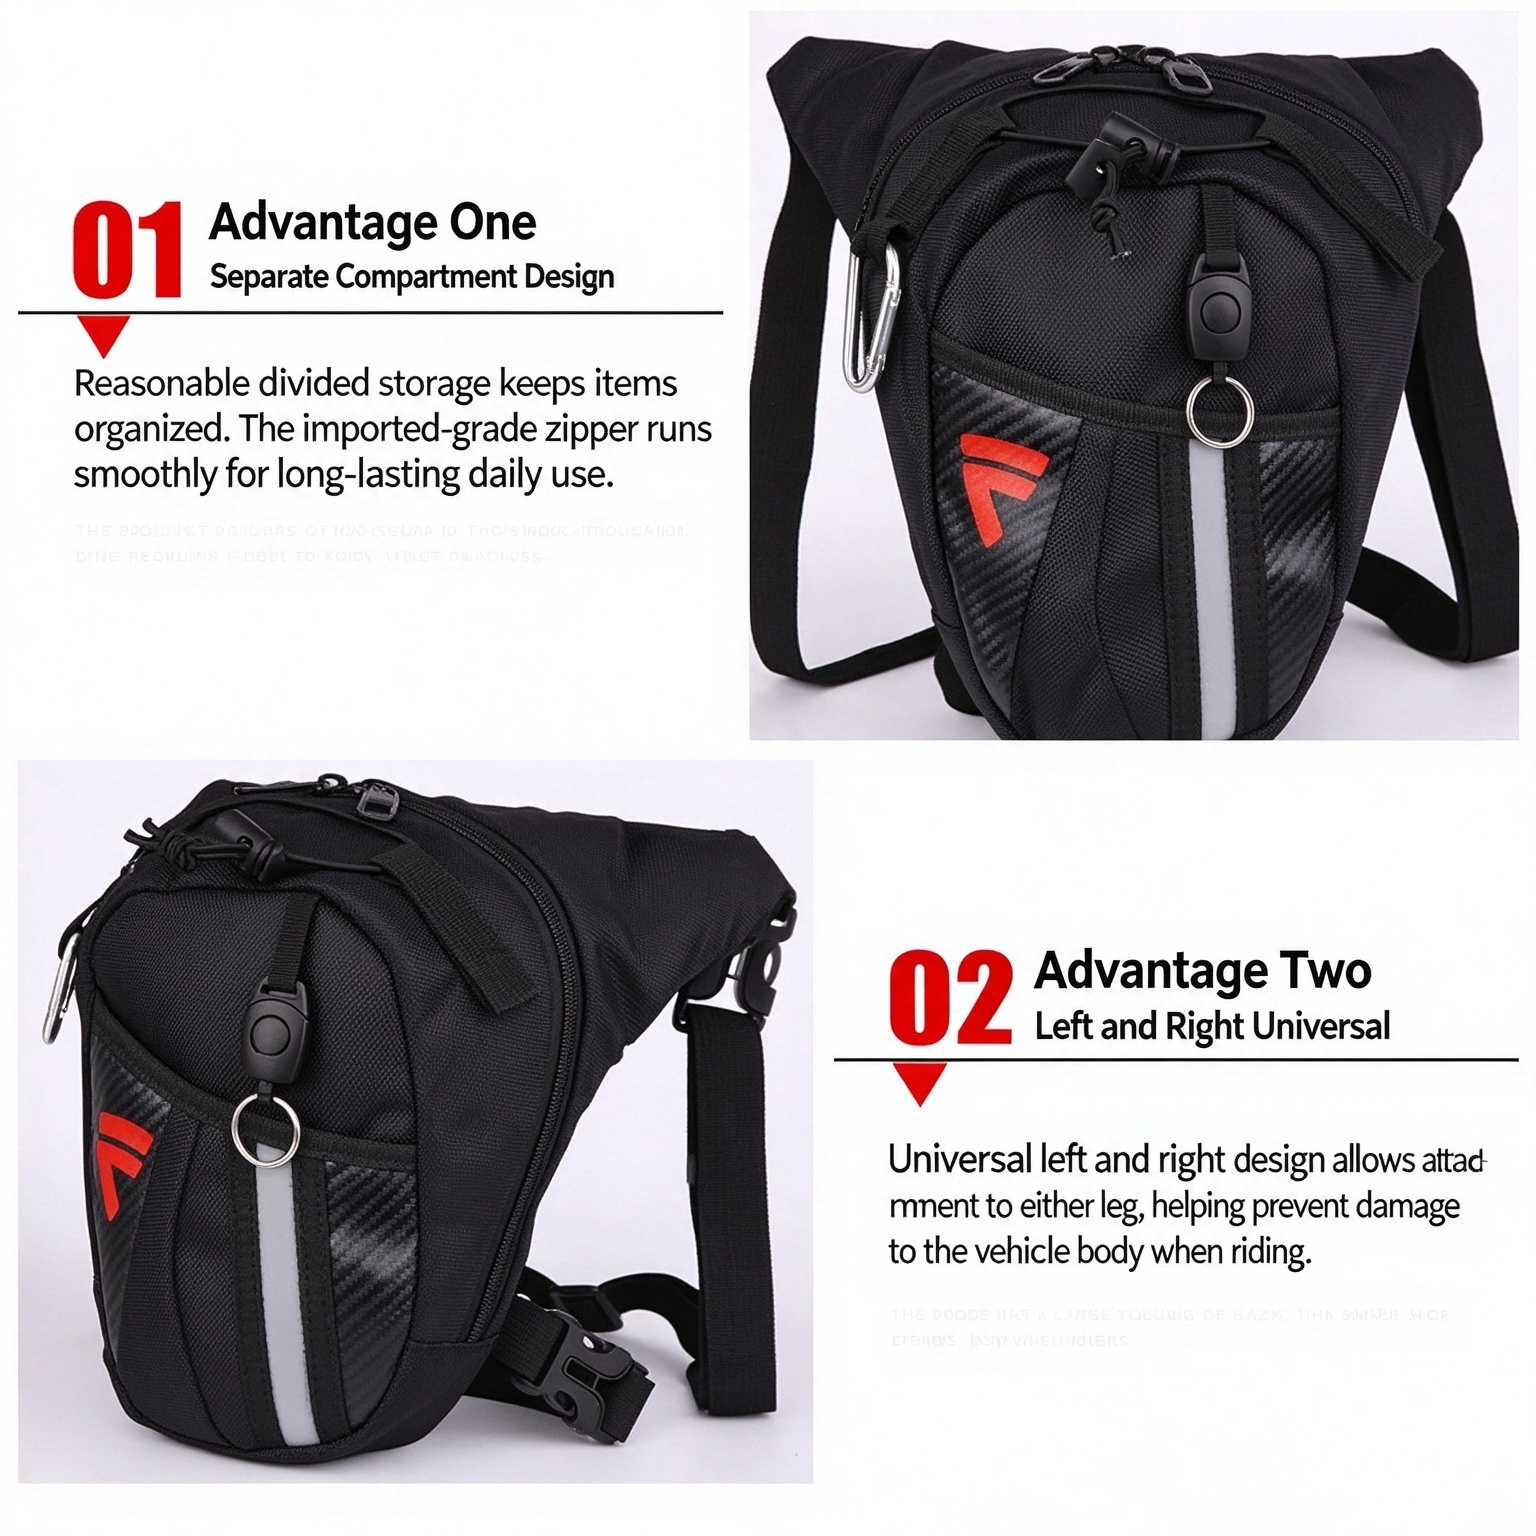 01 Advantage One
Separate Compartment Design
Reasonable divided storage keeps items
organized. The imported-grade zipper runs
smoothly for long-lasting daily use.
02 Advantage Two
Left and Right Universal
Universal left and right design allows attac-
mment to either leg, helping prevent damage
to the vehicle body when riding.